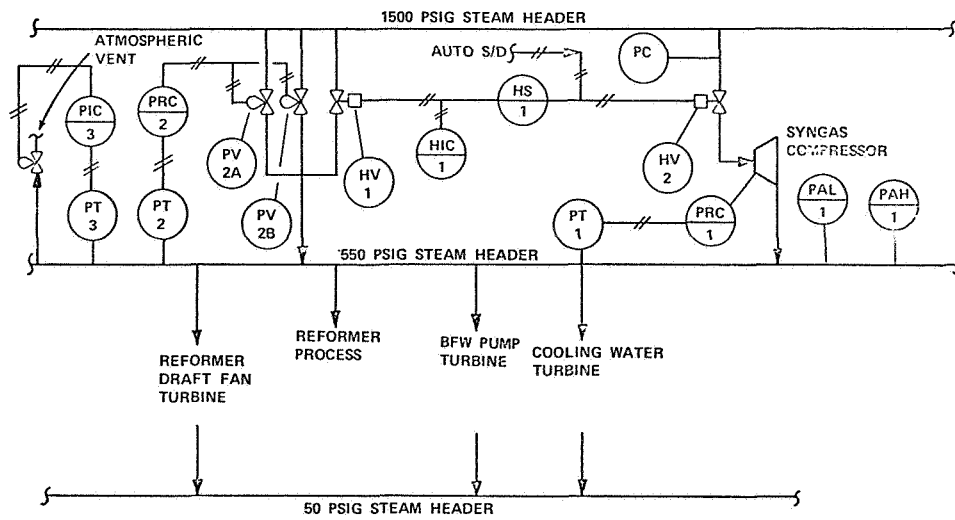 1500 PSIG STEAM HEADER
ATMOSPHERIC
VENT
AUTO S/D
PC
PIC
3
PRC
2
HS
1
HIC
1
PV
2A
HV
1
HV
2
SYNGAS
COMPRESSOR
PT
3
PT
2
PV
2B
PT
1
PRC
1
PAL
1
PAH
1
550 PSIG STEAM HEADER
REFORMER
DRAFT FAN
TURBINE
REFORMER
PROCESS
BFW PUMP
TURBINE
COOLING WATER
TURBINE
50 PSIG STEAM HEADER